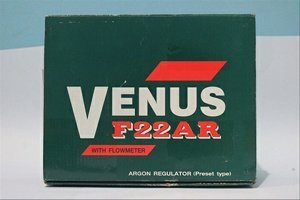 VENUS
F22AR
WITH FLOWMETER
ARGON REGULATOR (Preset type)